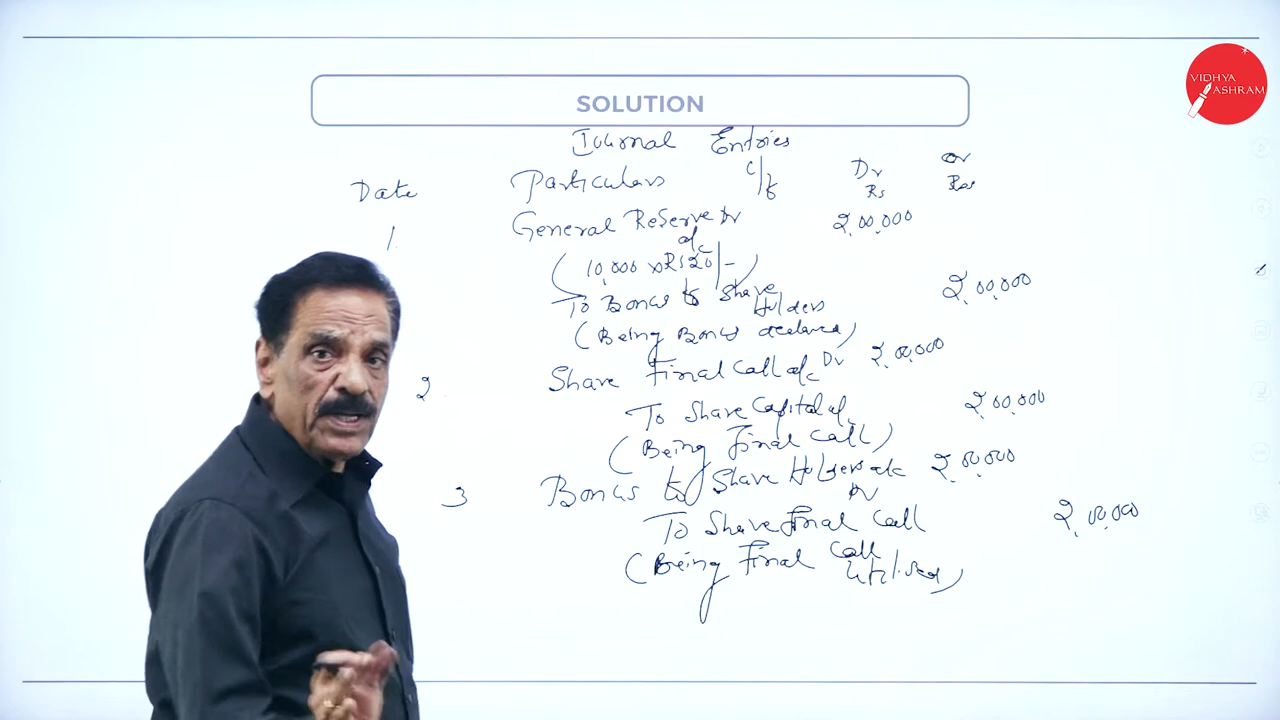 VIDHYA
ASHRAM
SOLUTION
Journal Entries
Date Particulars L/F Dr Rs Cr Rs
1. General Reserve a/c Dr 2,00,000
(10,000 x Rs 20/-)
To Bonus to Share Holders 2,00,000
(Being Bonus declared)
2 Share Final Call a/c Dr 2,00,000
To Share Capital a/c 2,00,000
(Being Final Call)
3 Bonus to Share Holders a/c Dr 2,00,000
To Share Final Call 2,00,000
(Being Final Call utilised)